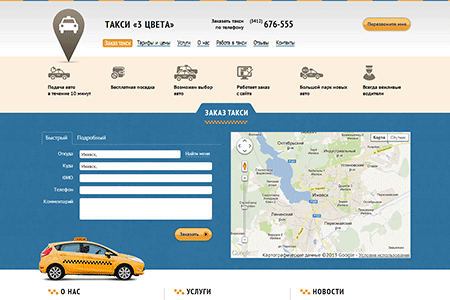 ТАКСИ «3 ЦВЕТА»
Заказать такси по телефону
(3412) 676-555
Перезвоните мне
Заказ такси Тарифы и цены Услуги О нас Работа в такси Отзывы Контакты
Подача авто в течение 10 минут
Бесплатная посадка
Возможен выбор авто
Работает заказ с сайта
Большой парк новых авто
Всегда вежливые водители
ЗАКАЗ ТАКСИ
Быстрый Подробный
Откуда Ижевск, Найти меня
Куда Ижевск,
ФИО
Телефон
Комментарий
Заказать
Карта Спутник
Октябрьский
Индустриальный
Ижевск
Ленинская
Первомайский
Картографические данные ©2013 Google - Условия использования
О НАС
УСЛУГИ
НОВОСТИ